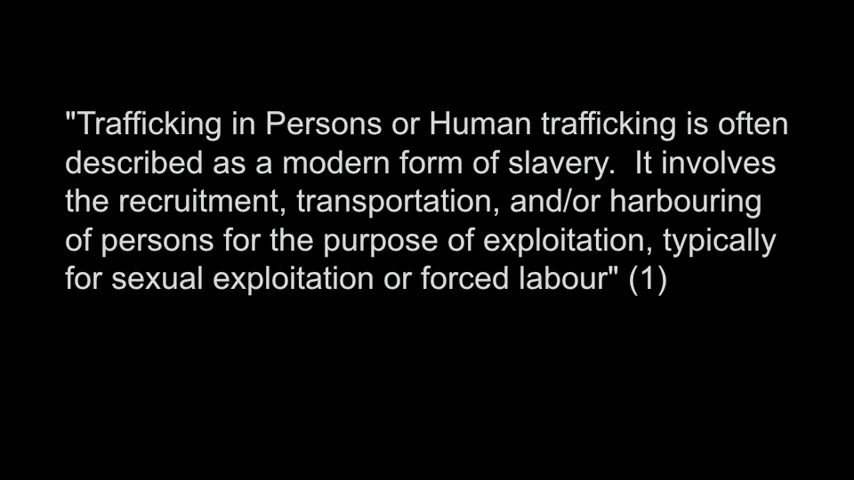 "Trafficking in Persons or Human trafficking is often
described as a modern form of slavery.  It involves
the recruitment, transportation, and/or harbouring
of persons for the purpose of exploitation, typically
for sexual exploitation or forced labour" (1)